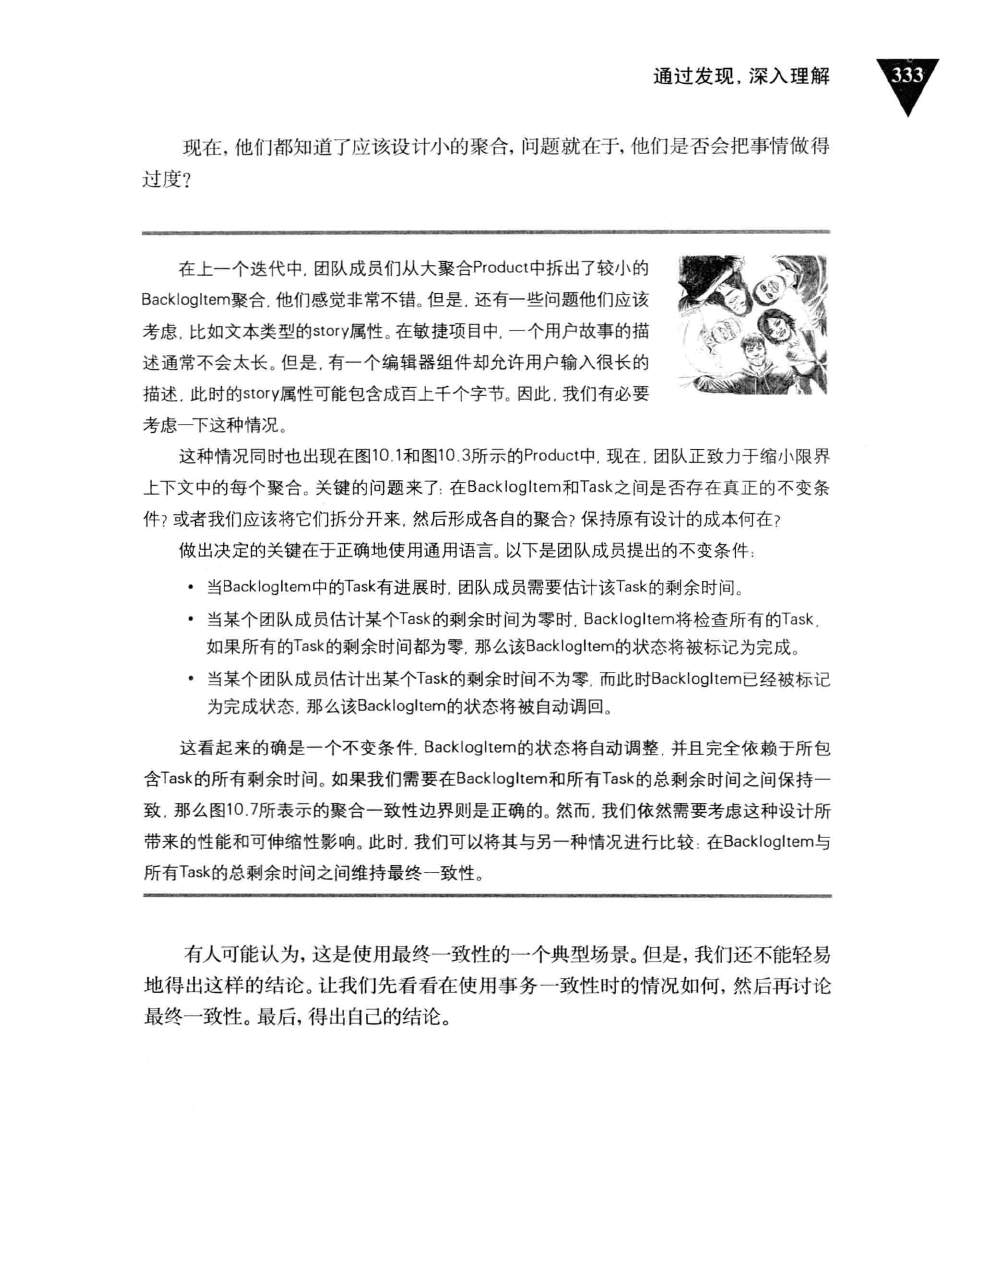 通过发现，深入理解
333
现在，他们都知道了应该设计小的聚合，问题就在于，他们是否会把事情做得
过度？
在上一个迭代中，团队成员们从大聚合Product中拆出了较小的
BacklogItem聚合，他们感觉非常不错。但是，还有一些问题他们应该
考虑，比如文本类型的story属性。在敏捷项目中，一个用户故事的描
述通常不会太长。但是，有一个编辑器组件却允许用户输入很长的
描述，此时的story属性可能包含成百上千个字节。因此，我们有必要
考虑一下这种情况。
这种情况同时也出现在图10.1和图10.3所示的Product中，现在，团队正致力于缩小限界
上下文中的每个聚合。关键的问题来了：在BacklogItem和Task之间是否存在真正的不变条
件？或者我们应该将它们拆分开来，然后形成各自的聚合？保持原有设计的成本何在？
做出决定的关键在于正确地使用通用语言。以下是团队成员提出的不变条件：
• 当BacklogItem中的Task有进展时，团队成员需要估计该Task的剩余时间。
• 当某个团队成员估计某个Task的剩余时间为零时，BacklogItem将检查所有的Task，
如果所有的Task的剩余时间都为零，那么该BacklogItem的状态将被标记为完成。
• 当某个团队成员估计出某个Task的剩余时间不为零，而此时BacklogItem已经被标记
为完成状态，那么该BacklogItem的状态将被自动调回。
这看起来的确是一个不变条件，BacklogItem的状态将自动调整，并且完全依赖于所包
含Task的所有剩余时间。如果我们需要在BacklogItem和所有Task的总剩余时间之间保持一
致，那么图10.7所表示的聚合一致性边界则是正确的。然而，我们依然需要考虑这种设计所
带来的性能和可伸缩性影响。此时，我们可以将其与另一种情况进行比较：在BacklogItem与
所有Task的总剩余时间之间维持最终一致性。
有人可能认为，这是使用最终一致性的一个典型场景。但是，我们还不能轻易
地得出这样的结论。让我们先看看在使用事务一致性时的情况如何，然后再讨论
最终一致性。最后，得出自己的结论。